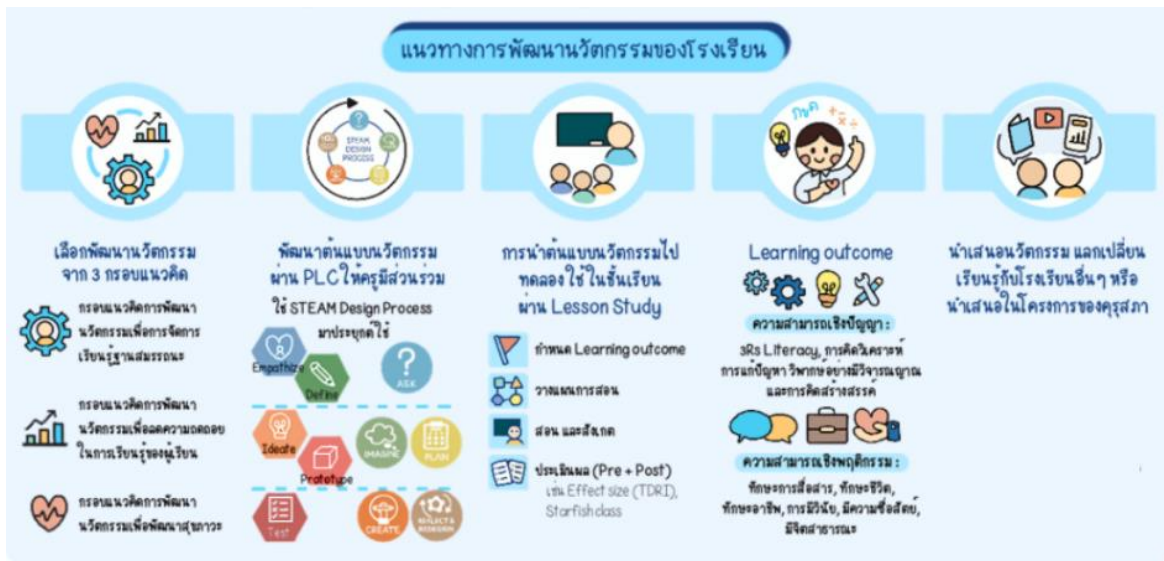 แนวทางการพัฒนานวัตกรรมของโรงเรียน
STEAM
DESIGN
PROCESS
กขค
เลือกพัฒนานวัตกรรม
จาก 3 กรอบแนวคิด
กรอบแนวคิดการพัฒนา
นวัตกรรมเพื่อการจัดการ
เรียนรู้ฐานสมรรถนะ
กรอบแนวคิดการพัฒนา
นวัตกรรมเพื่อลดความถดถอย
ในการเรียนรู้ของผู้เรียน
กรอบแนวคิดการพัฒนา
นวัตกรรมเพื่อพัฒนาสุขภาวะ
พัฒนาต้นแบบนวัตกรรม
ผ่าน PLC ให้ครูมีส่วนร่วม
ใช้ STEAM Design Process
มาประยุกต์ใช้
Empathize
Define
ASK
Ideate
Prototype
IMAGINE
PLAN
Test
CREATE
REFLECT &
REDESIGN
การนำต้นแบบนวัตกรรมไป
ทดลองใช้ในชั้นเรียน
ผ่าน Lesson Study
กำหนด Learning outcome
วางแผนการสอน
สอน และสังเกต
ประเมินผล (Pre + Post)
เช่น Effect size (TDRI),
Starfish class
Learning outcome
ความสามารถเชิงปัญญา :
3Rs Literacy, การคิดวิเคราะห์
การแก้ปัญหา วิพากษ์อย่างมีวิจารณญาณ
และการคิดสร้างสรรค์
ความสามารถเชิงพฤติกรรม :
ทักษะการสื่อสาร, ทักษะชีวิต,
ทักษะอาชีพ, การมีวินัย, มีความซื่อสัตย์,
มีจิตสาธารณะ
นำเสนอนวัตกรรม แลกเปลี่ยน
เรียนรู้กับโรงเรียนอื่นๆ หรือ
นำเสนอในโครงการของคุรุสภา